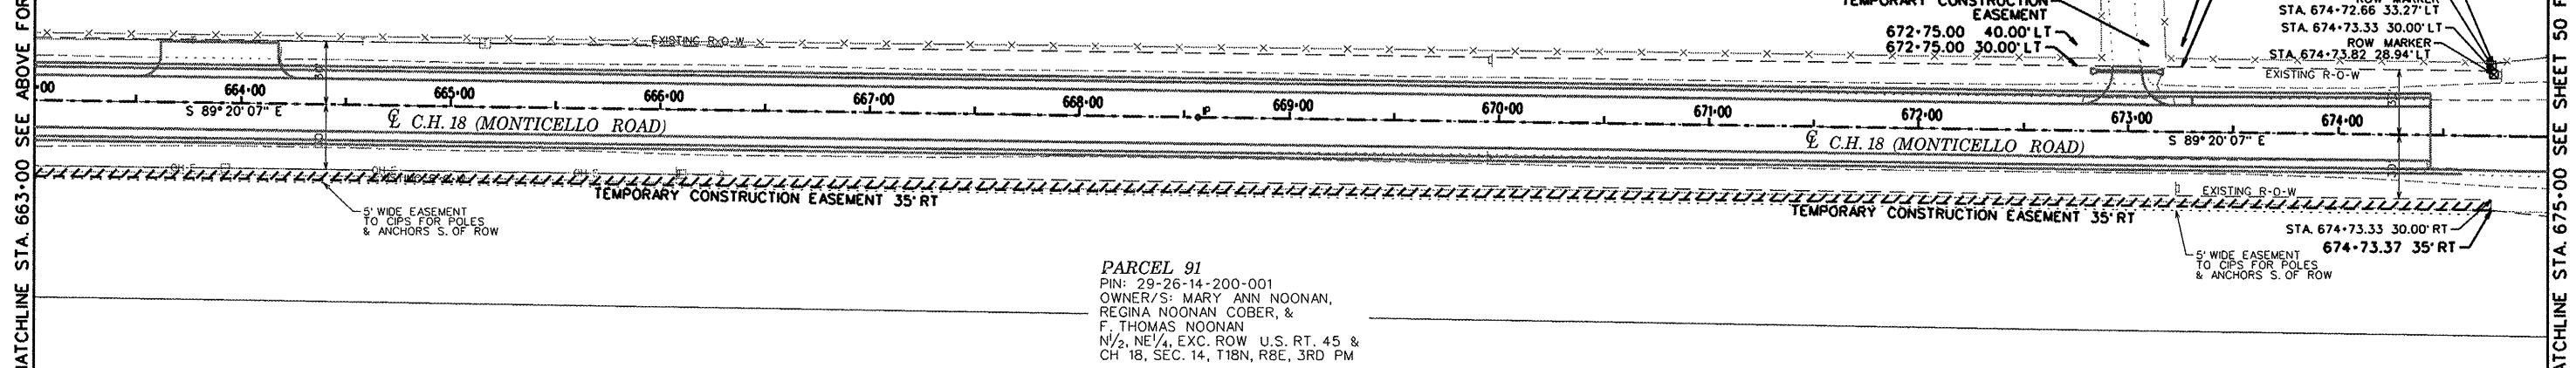 MATCHLINE STA. 663+00 SEE ABOVE FOR
EXISTING R-O-W
TEMPORARY CONSTRUCTION
EASEMENT
672+75.00 40.00' LT
672+75.00 30.00' LT
ROW MARKER
STA. 674+72.66 33.27' LT
STA. 674+73.33 30.00' LT
ROW MARKER
STA. 674+73.82 28.94' LT
EXISTING R-O-W
+00 664+00 665+00 666+00 667+00 668+00 669+00 670+00 671+00 672+00 673+00 674+00
S 89° 20' 07" E
℄ C.H. 18 (MONTICELLO ROAD)
℄ C.H. 18 (MONTICELLO ROAD)
S 89° 20' 07" E
TEMPORARY CONSTRUCTION EASEMENT 35' RT
TEMPORARY CONSTRUCTION EASEMENT 35' RT
EXISTING R-O-W
5' WIDE EASEMENT
TO CIPS FOR POLES
& ANCHORS S. OF ROW
STA. 674+73.33 30.00' RT
674+73.37 35' RT
5' WIDE EASEMENT
TO CIPS FOR POLES
& ANCHORS S. OF ROW
PARCEL 91
PIN: 29-26-14-200-001
OWNER/S: MARY ANN NOONAN,
REGINA NOONAN COBER, &
F. THOMAS NOONAN
N1/2, NE1/4, EXC. ROW U.S. RT. 45 &
CH 18, SEC. 14, T18N, R8E, 3RD PM
MATCHLINE STA. 675+00 SEE SHEET 50 F